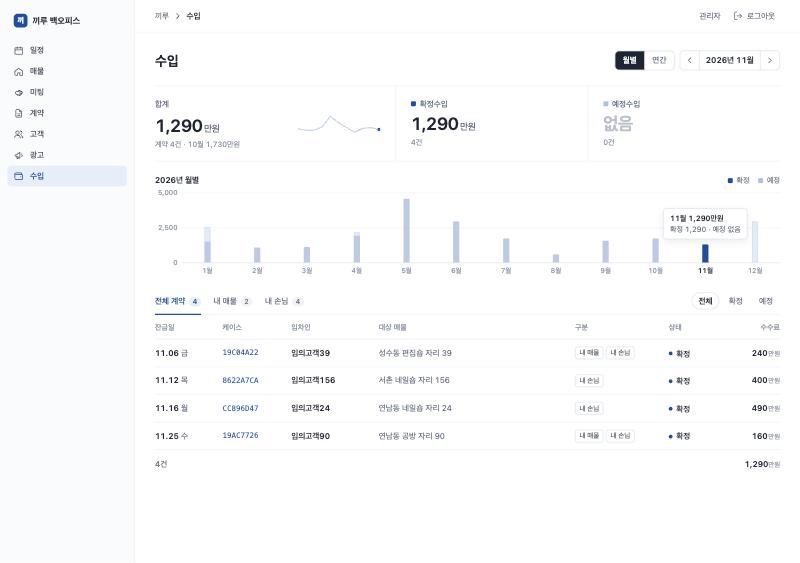 끼 끼루 백오피스
끼루 > 수입
관리자 로그아웃
일정
매물
미팅
계약
고객
광고
수입
수입
월별 연간 < 2026년 11월 >
합계
1,290만원
계약 4건 · 10월 1,730만원
확정수입
1,290만원
4건
예정수입
없음
0건
2026년 월별
확정 예정
5,000
2,500
0
11월 1,290만원
확정 1,290 · 예정 없음
1월 2월 3월 4월 5월 6월 7월 8월 9월 10월 11월 12월
전체 계약 4 내 매물 2 내 손님 4
전체 확정 예정
잔금일 케이스 임차인 대상 매물 구분 상태 수수료
11.06 금 19C04A22 임의고객39 성수동 편집숍 자리 39 내 매물 내 손님 확정 240만원
11.12 목 8622A7CA 임의고객156 서촌 네일숍 자리 156 내 손님 확정 400만원
11.16 월 CC896D47 임의고객24 연남동 네일숍 자리 24 내 손님 확정 490만원
11.25 수 19AC7726 임의고객90 연남동 공방 자리 90 내 매물 내 손님 확정 160만원
4건 1,290만원